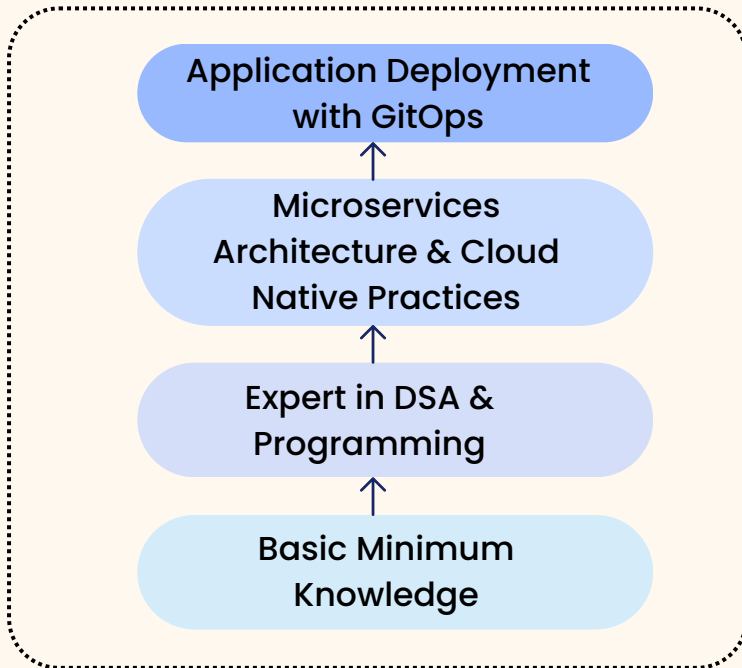 Application Deployment
with GitOps
Microservices
Architecture & Cloud
Native Practices
Expert in DSA &
Programming
Basic Minimum
Knowledge